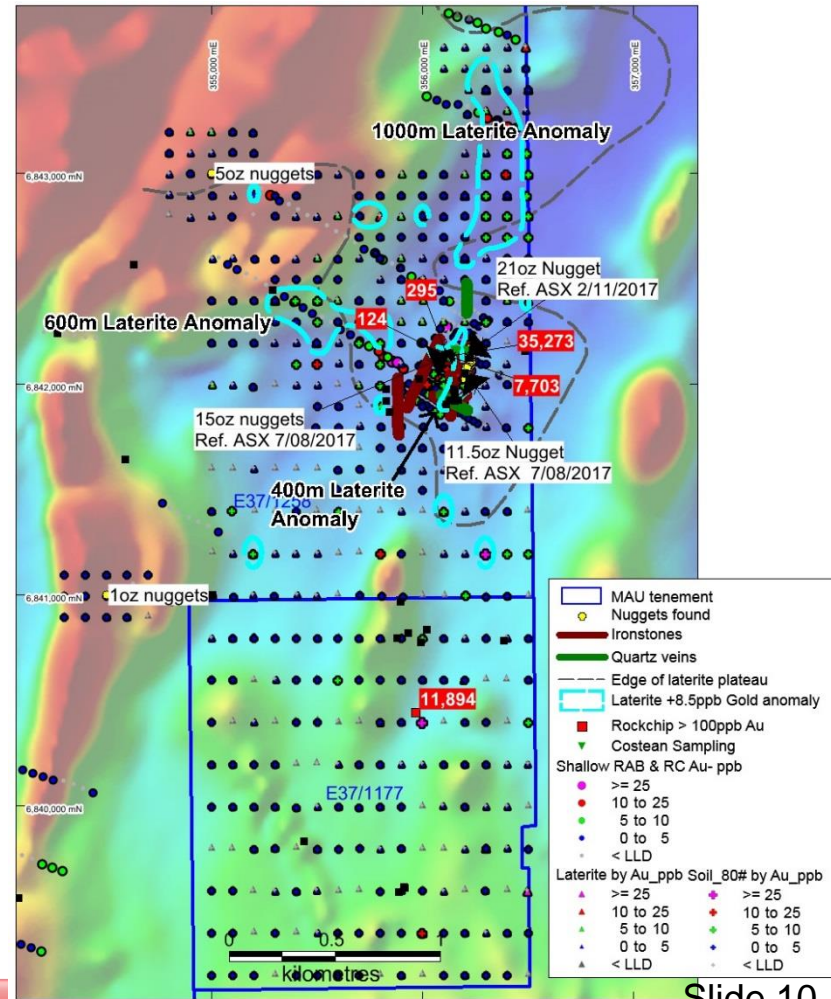 355,000 mE
356,000 mE
357,000 mE
1000m Laterite Anomaly
6,843,000 mN
5oz nuggets
21oz Nugget
Ref. ASX 2/11/2017
295
124
600m Laterite Anomaly
35,273
6,842,000 mN
7,703
15oz nuggets
Ref. ASX 7/08/2017
11.5oz Nugget
Ref. ASX 7/08/2017
400m Laterite
Anomaly
E37/1258
6,841,000 mN
1oz nuggets
11,894
E37/1177
6,840,000 mN
0 0.5 1
kilometres
MAU tenement
Nuggets found
Ironstones
Quartz veins
Edge of laterite plateau
Laterite +8.5ppb Gold anomaly
Rockchip > 100ppb Au
Costean Sampling
Shallow RAB & RC Au- ppb
>= 25
10 to 25
5 to 10
0 to 5
< LLD
Laterite by Au_ppb Soil_80# by Au_ppb
>= 25 >= 25
10 to 25 10 to 25
5 to 10 5 to 10
0 to 5 0 to 5
< LLD < LLD
Slide 10